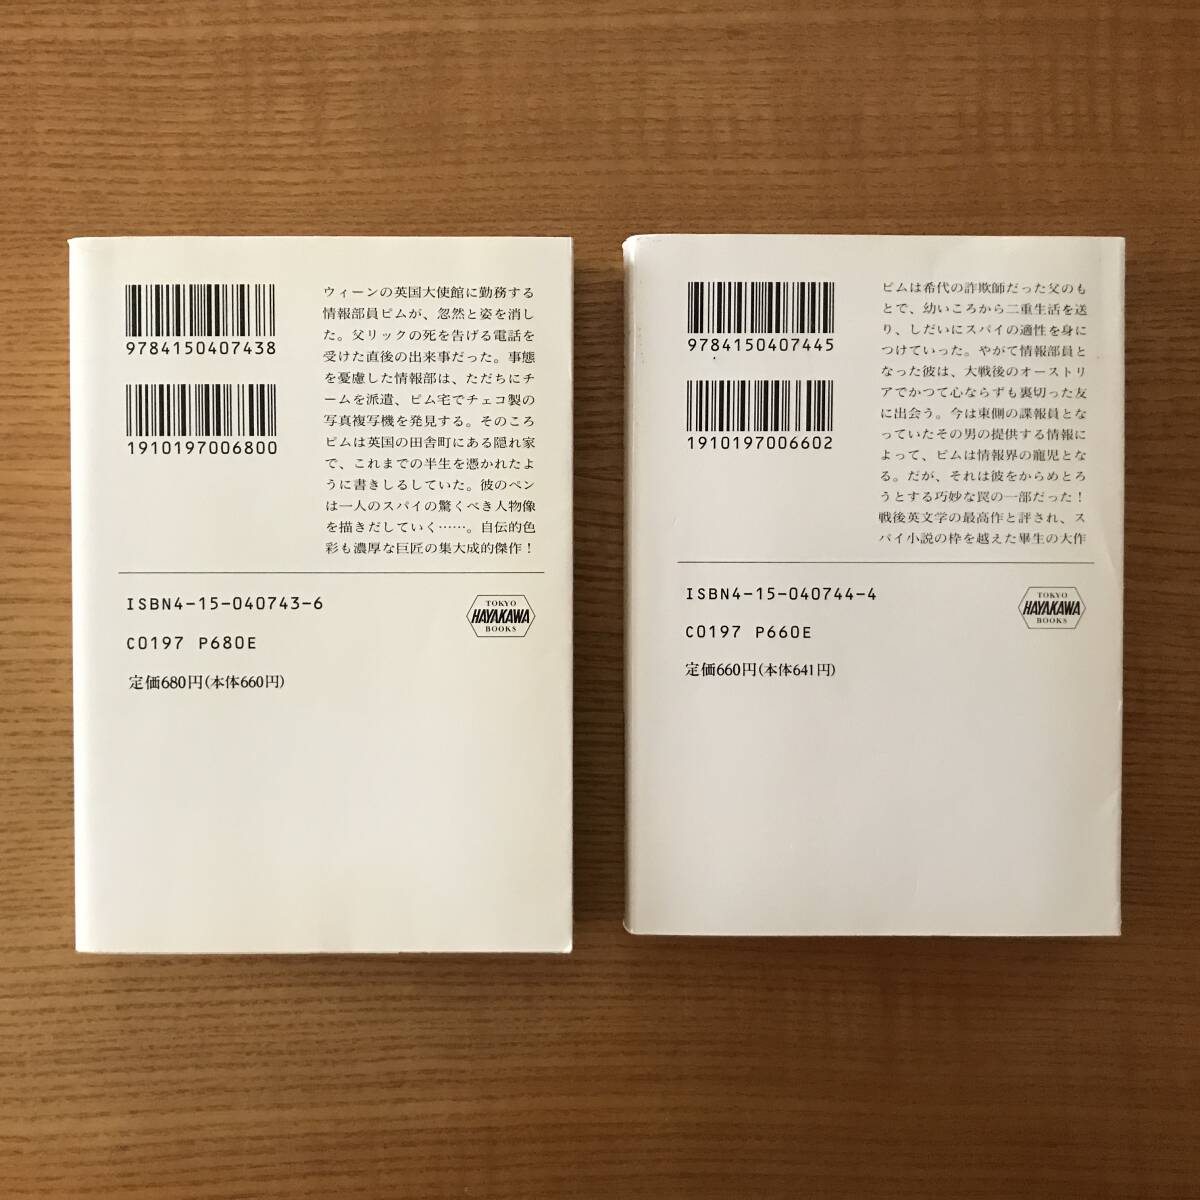 9784150407438
1910197006800
ウィーンの英国大使館に勤務する
情報部員ピムが、忽然と姿を消し
た。父リックの死を告げる電話を
受けた直後の出来事だった。事態
を憂慮した情報部は、ただちにチ
ームを派遣、ピム宅でチェコ製の
写真複写機を発見する。そのころ
ピムは英国の田舎町にある隠れ家
で、これまでの半生を憑かれたよ
うに書きしるしていた。彼のペン
は一人のスパイの驚くべき人物像
を描きだしていく……。自伝的色
彩も濃厚な巨匠の集大成的傑作！
ISBN4-15-040743-6
C0197 P680E
定価680円(本体660円)
TOKYO
HAYAKAWA
BOOKS
9784150407445
1910197006602
ピムは希代の詐欺師だった父のも
とで、幼いころから二重生活を送
り、しだいにスパイの適性を身に
つけていった。やがて情報部員と
なった彼は、大戦後のオーストリ
アでかつて心ならずも裏切った友
に出会う。今は東側の諜報員とな
っていたその男の提供する情報に
よって、ピムは情報界の寵児とな
る。だが、それは彼をからめとろ
うとする巧妙な罠の一部だった！
戦後英文学の最高作と評され、ス
パイ小説の枠を越えた畢生の大作
ISBN4-15-040744-4
C0197 P660E
定価660円(本体641円)
TOKYO
HAYAKAWA
BOOKS